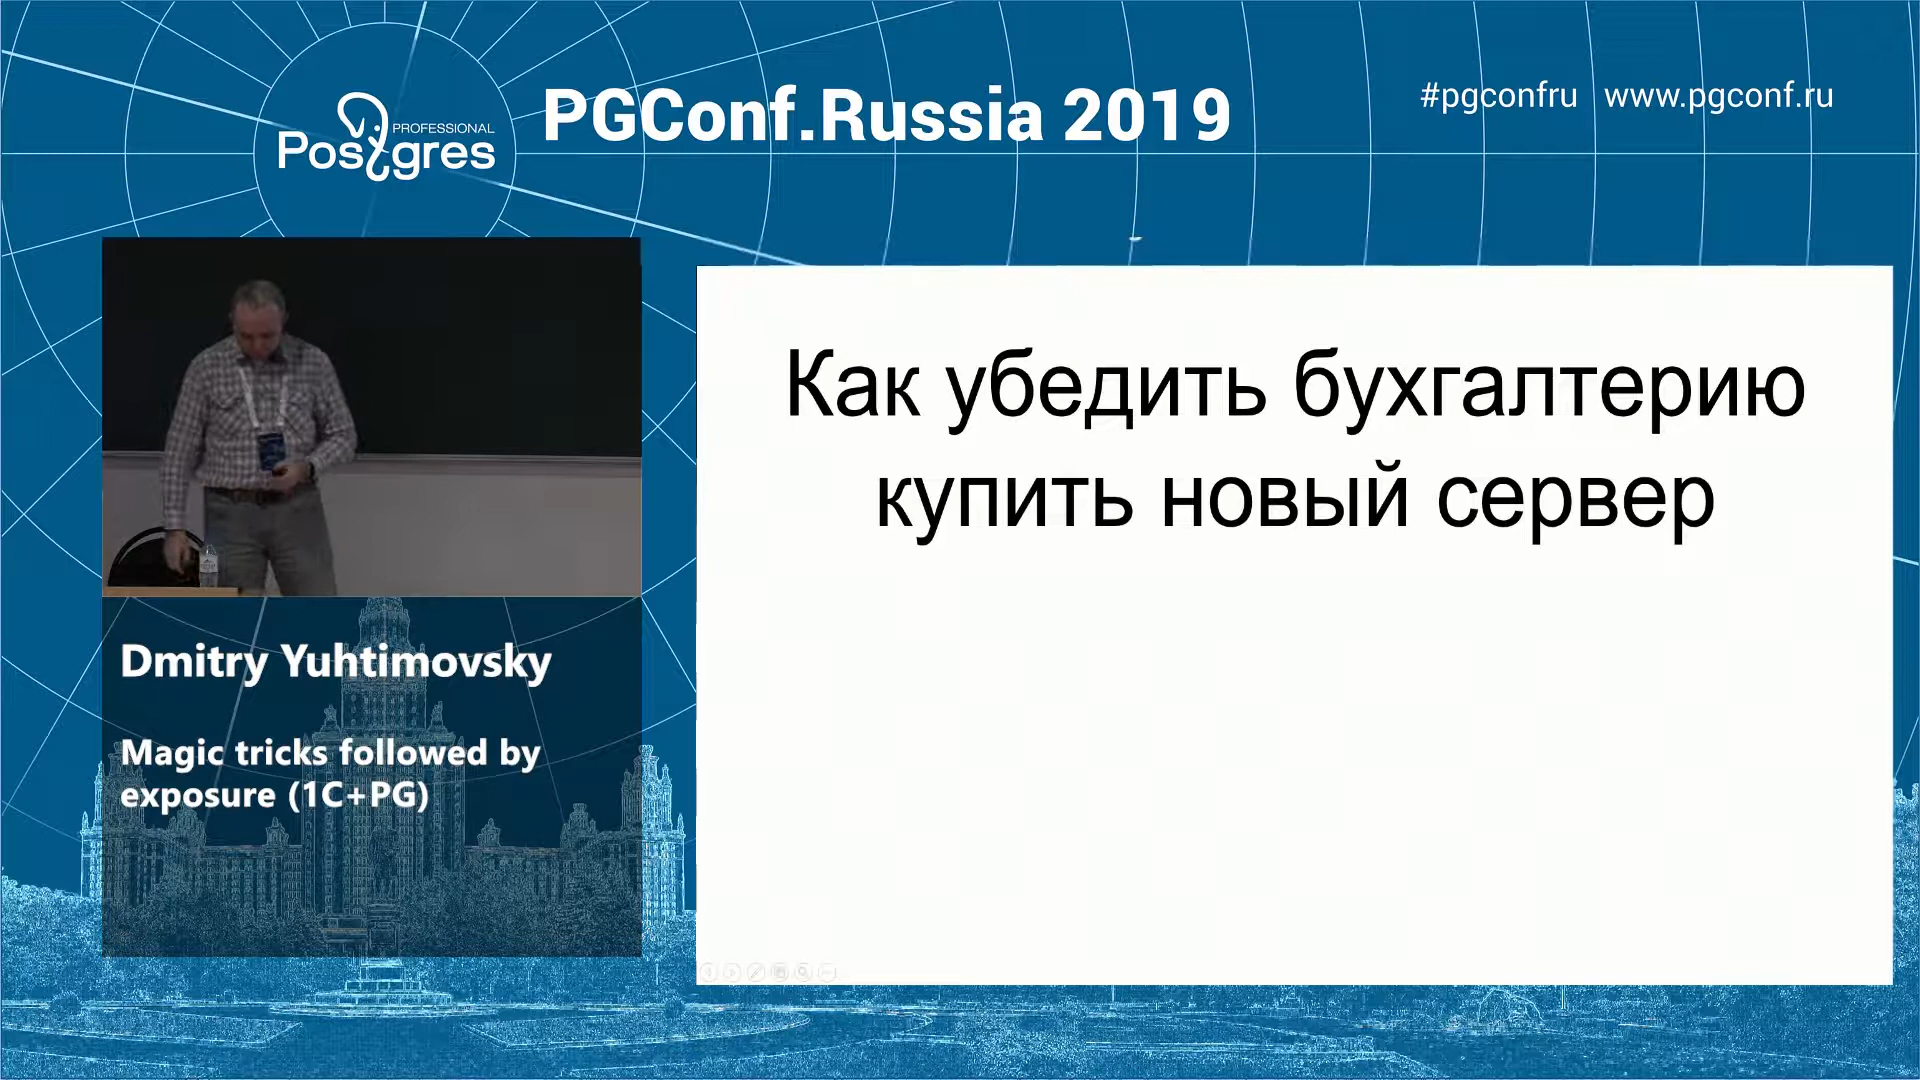 PROFESSIONAL
Postgres
PGConf.Russia 2019
#pgconfru www.pgconf.ru
Как убедить бухгалтерию
купить новый сервер
Dmitry Yuhtimovsky
Magic tricks followed by
exposure (1C+PG)